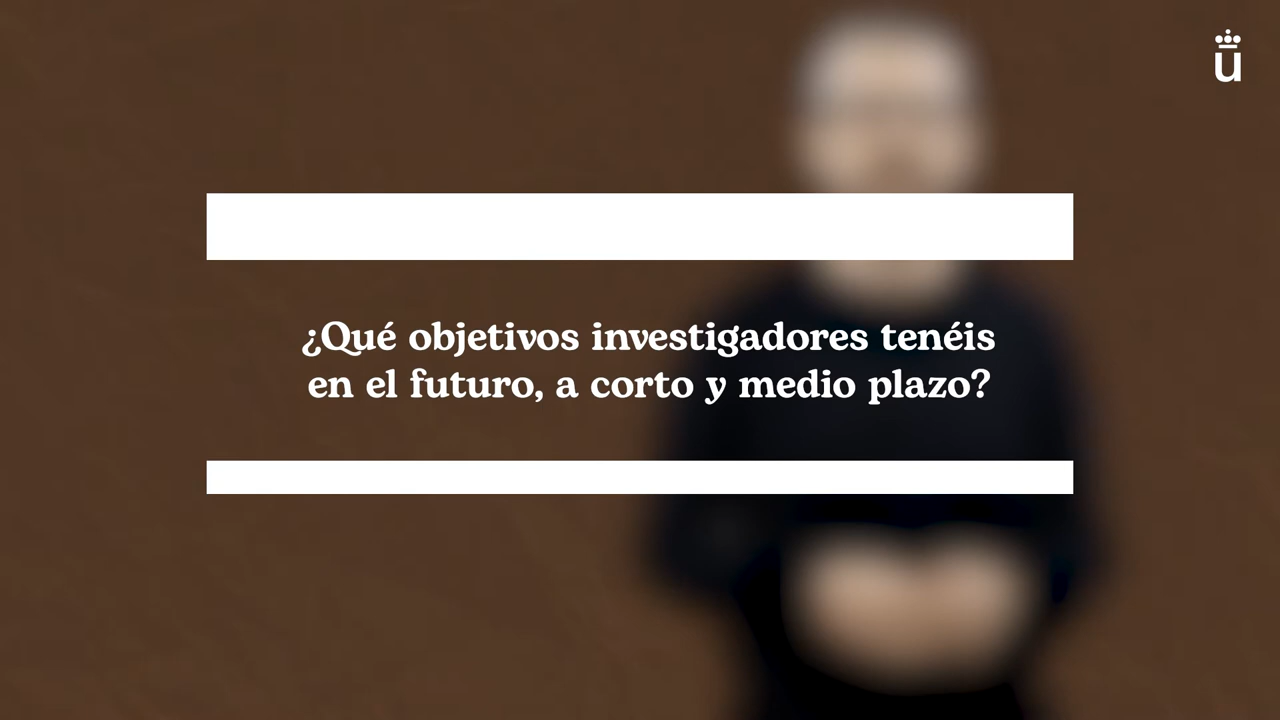 ü
¿Qué objetivos investigadores tenéis
en el futuro, a corto y medio plazo?